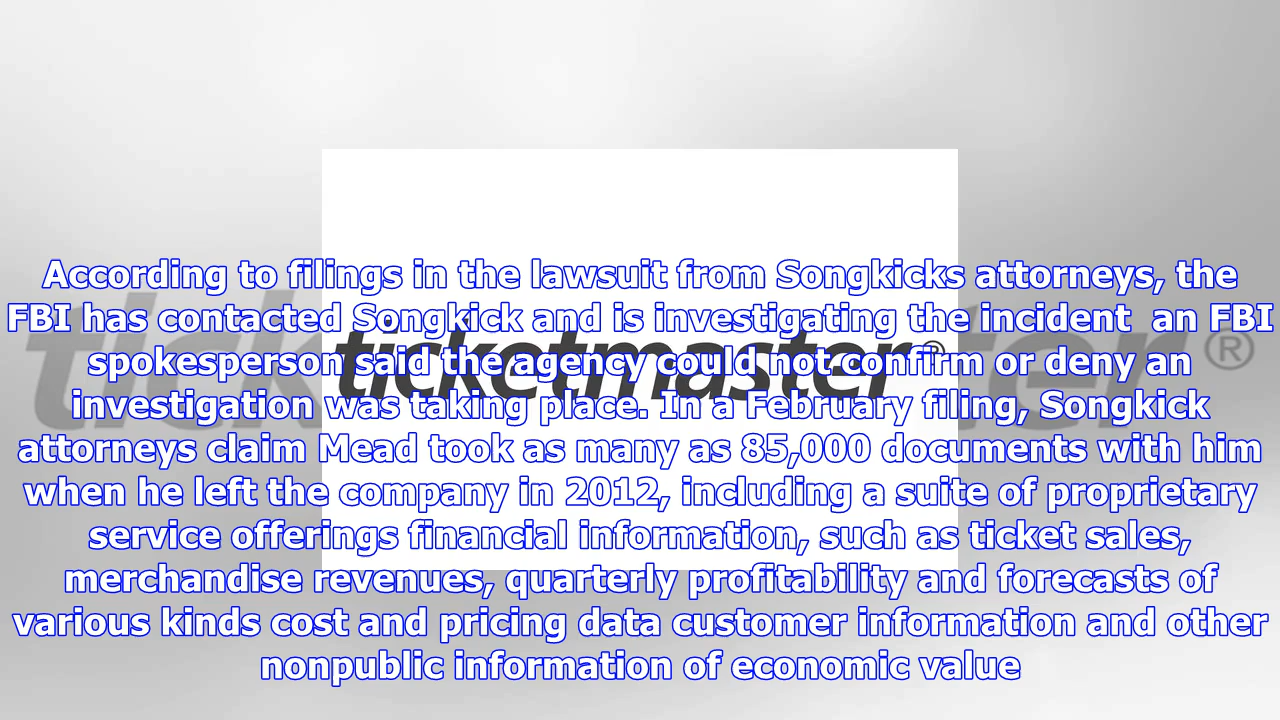 According to filings in the lawsuit from Songkicks attorneys, the
FBI has contacted Songkick and is investigating the incident  an FBI
spokesperson said the agency could not confirm or deny an
investigation was taking place. In a February filing, Songkick
attorneys claim Mead took as many as 85,000 documents with him
when he left the company in 2012, including a suite of proprietary
service offerings financial information, such as ticket sales,
merchandise revenues, quarterly profitability and forecasts of
various kinds cost and pricing data customer information and other
nonpublic information of economic value
ticketmaster®
tick ter®